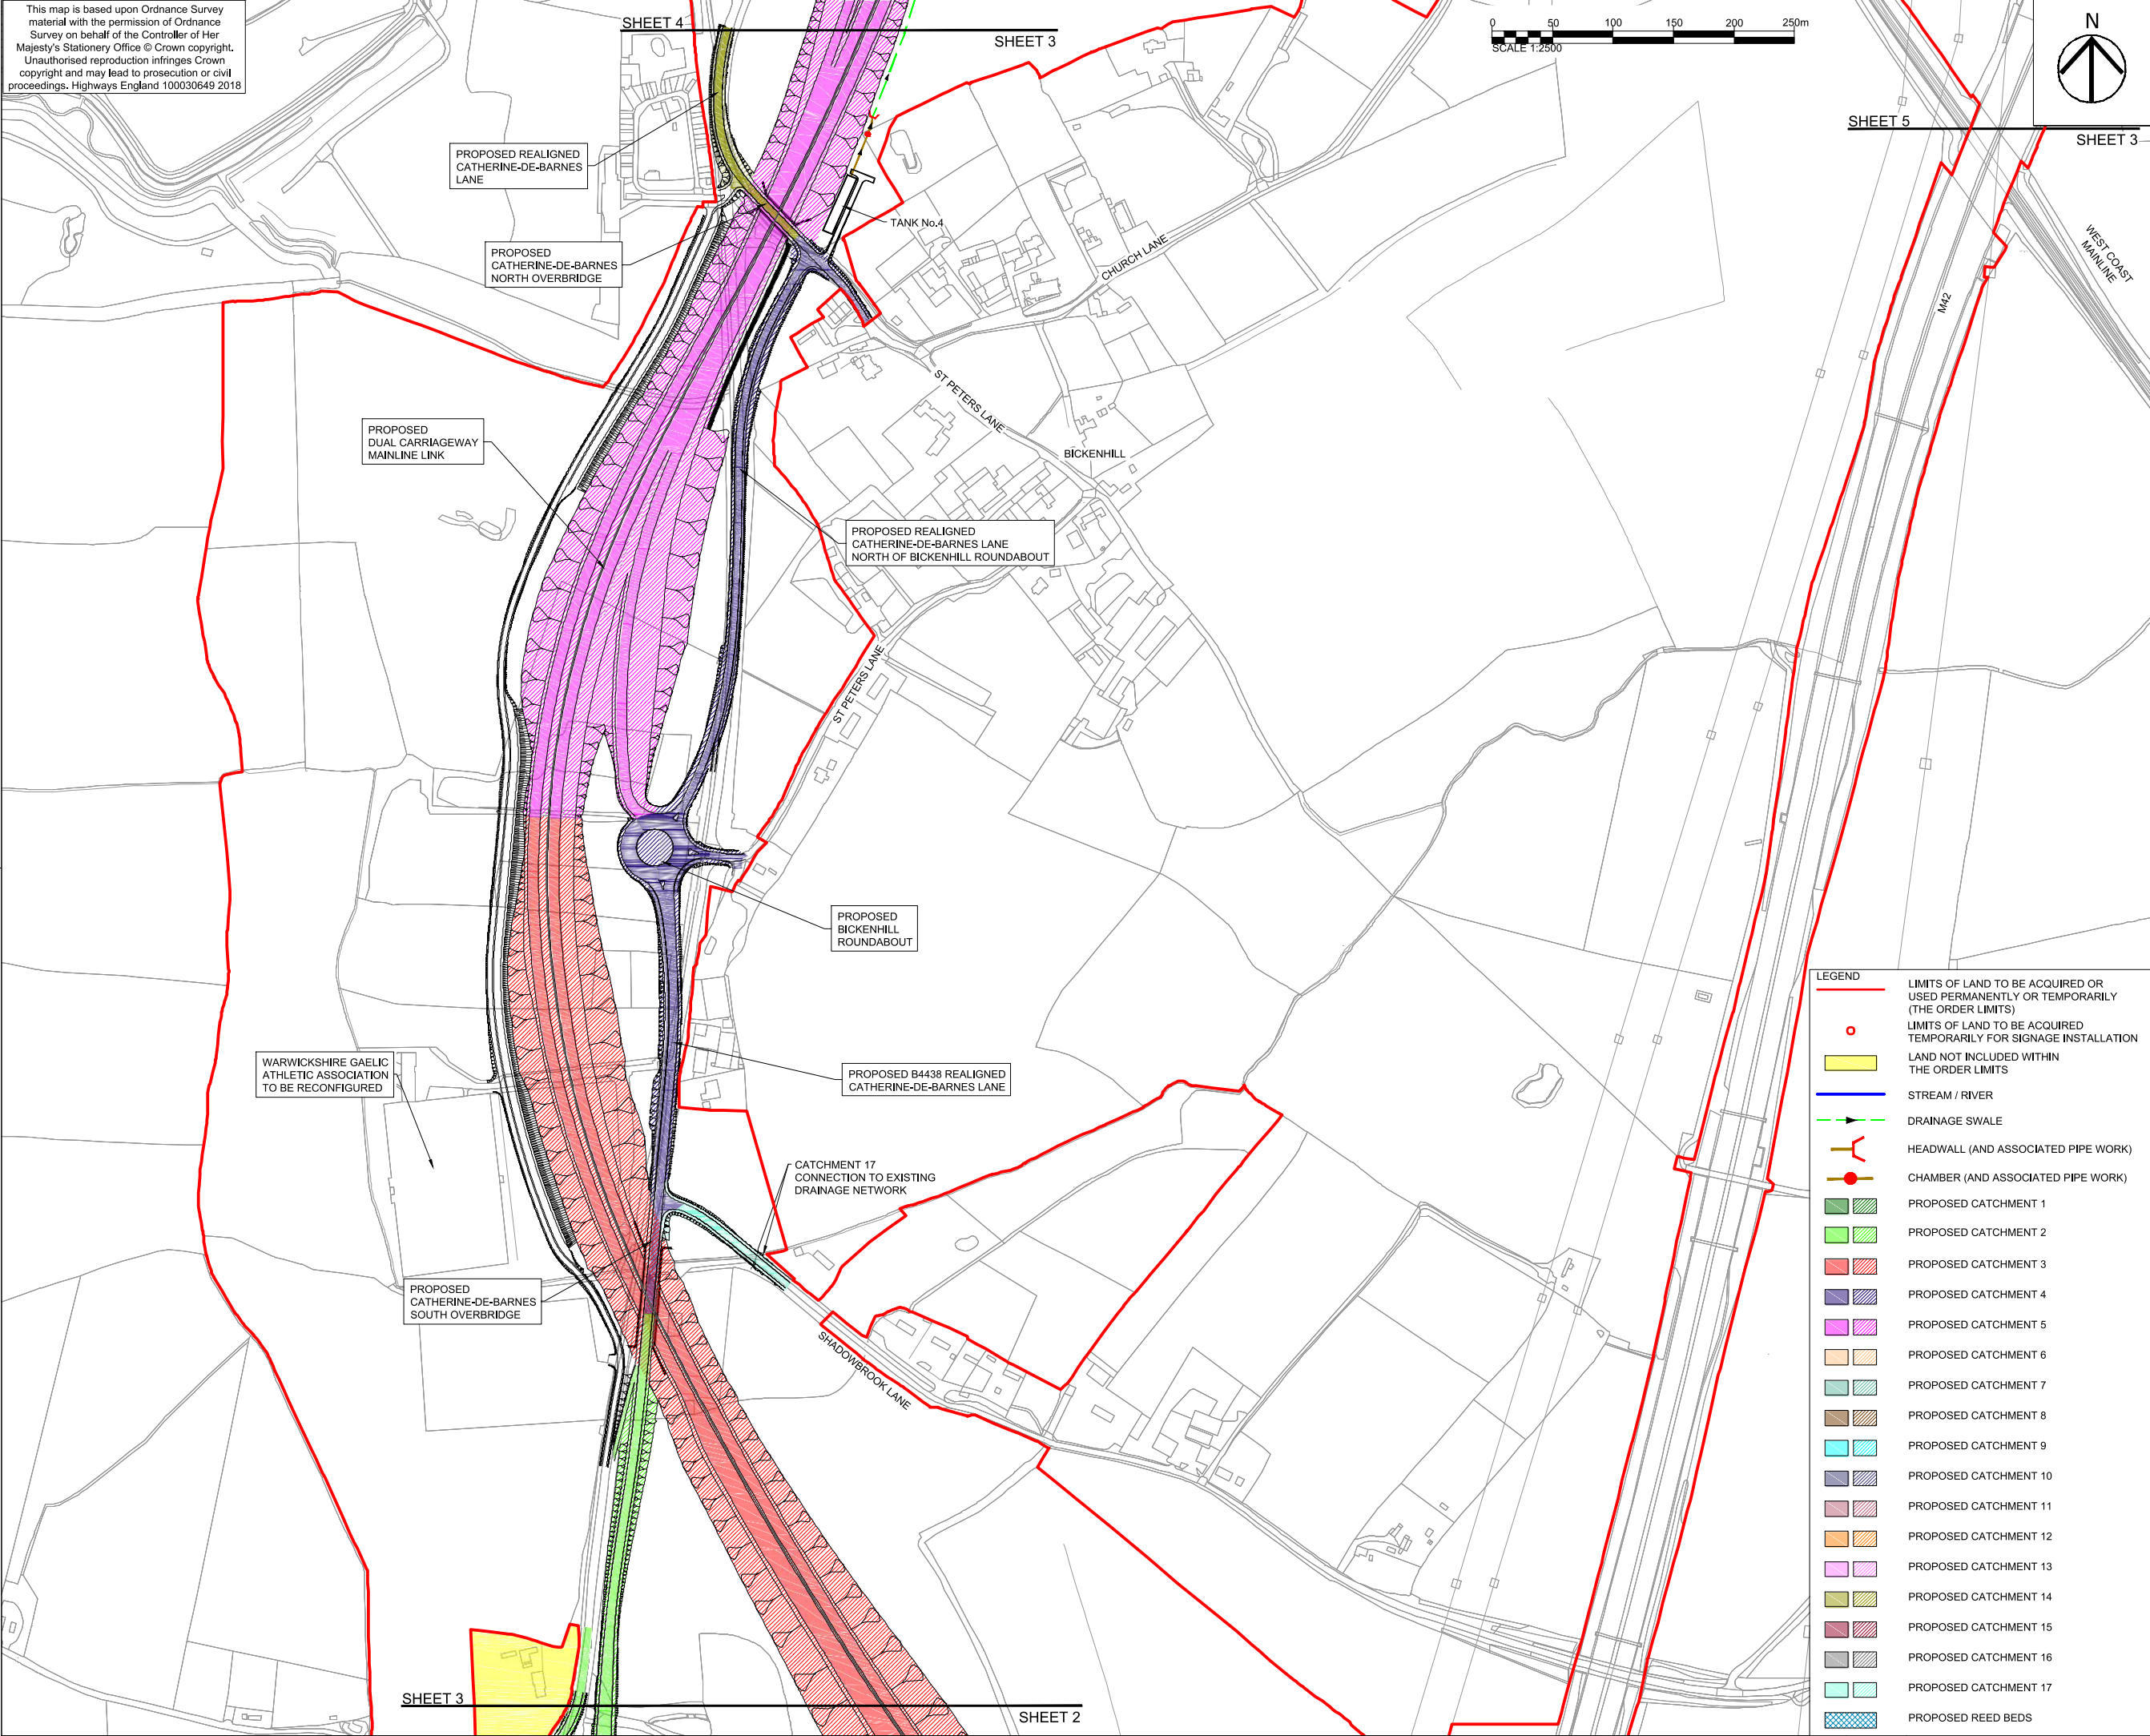 This map is based upon Ordnance Survey
material with the permission of Ordnance
Survey on behalf of the Controller of Her
Majesty's Stationery Office © Crown copyright.
Unauthorised reproduction infringes Crown
copyright and may lead to prosecution or civil
proceedings. Highways England 100030649 2018
SHEET 4
SHEET 3
0 50 100 150 200 250m
SCALE 1:2500
N
SHEET 5
SHEET 3
PROPOSED REALIGNED
CATHERINE-DE-BARNES
LANE
TANK No.4
PROPOSED
CATHERINE-DE-BARNES
NORTH OVERBRIDGE
CHURCH LANE
WEST COAST
MAINLINE
M42
ST PETERS LANE
PROPOSED
DUAL CARRIAGEWAY
MAINLINE LINK
BICKENHILL
PROPOSED REALIGNED
CATHERINE-DE-BARNES LANE
NORTH OF BICKENHILL ROUNDABOUT
ST PETERS LANE
PROPOSED
BICKENHILL
ROUNDABOUT
WARWICKSHIRE GAELIC
ATHLETIC ASSOCIATION
TO BE RECONFIGURED
PROPOSED B4438 REALIGNED
CATHERINE-DE-BARNES LANE
CATCHMENT 17
CONNECTION TO EXISTING
DRAINAGE NETWORK
PROPOSED
CATHERINE-DE-BARNES
SOUTH OVERBRIDGE
SHADOWBROOK LANE
SHEET 3
SHEET 2
LEGEND
LIMITS OF LAND TO BE ACQUIRED OR
USED PERMANENTLY OR TEMPORARILY
(THE ORDER LIMITS)
LIMITS OF LAND TO BE ACQUIRED
TEMPORARILY FOR SIGNAGE INSTALLATION
LAND NOT INCLUDED WITHIN
THE ORDER LIMITS
STREAM / RIVER
DRAINAGE SWALE
HEADWALL (AND ASSOCIATED PIPE WORK)
CHAMBER (AND ASSOCIATED PIPE WORK)
PROPOSED CATCHMENT 1
PROPOSED CATCHMENT 2
PROPOSED CATCHMENT 3
PROPOSED CATCHMENT 4
PROPOSED CATCHMENT 5
PROPOSED CATCHMENT 6
PROPOSED CATCHMENT 7
PROPOSED CATCHMENT 8
PROPOSED CATCHMENT 9
PROPOSED CATCHMENT 10
PROPOSED CATCHMENT 11
PROPOSED CATCHMENT 12
PROPOSED CATCHMENT 13
PROPOSED CATCHMENT 14
PROPOSED CATCHMENT 15
PROPOSED CATCHMENT 16
PROPOSED CATCHMENT 17
PROPOSED REED BEDS